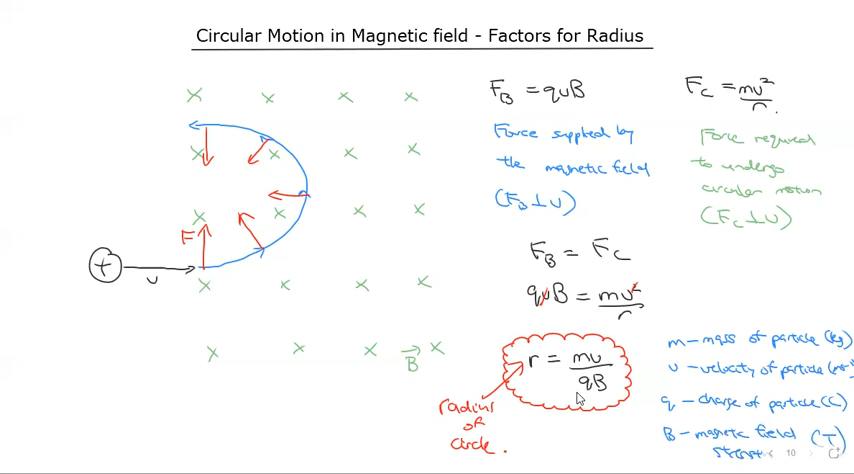 Circular Motion in Magnetic field - Factors for Radius
X X X X
F_B = qvB
F_C = mv²/r
Force supplied by
the magnetic field
(F_B ⊥ v)
Force required
to undergo
circular motion
(F_C ⊥ v)
X X X X
X X X X
F
+
v
X X X X
X X X X
B
F_B = F_C
qvB = mv²/r
r = mv/qB
radius
of
circle.
m - mass of particle (kg)
v - velocity of particle
q - charge of particle (C)
B - magnetic field (T)
10